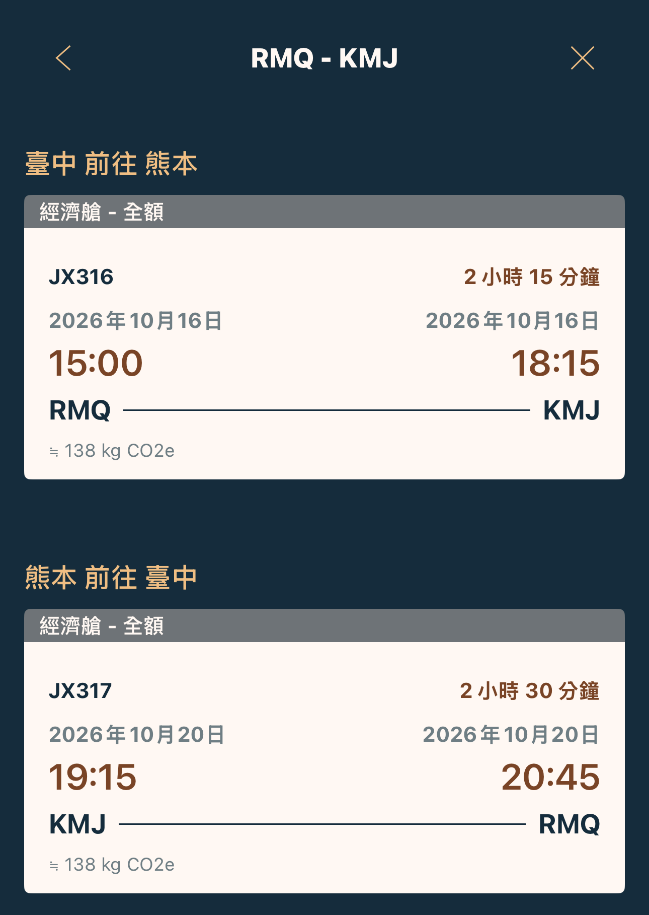 RMQ - KMJ
臺中 前往 熊本
經濟艙 - 全額
JX316 2 小時 15 分鐘
2026年10月16日 2026年10月16日
15:00 18:15
RMQ KMJ
≒ 138 kg CO2e
熊本 前往 臺中
經濟艙 - 全額
JX317 2 小時 30 分鐘
2026年10月20日 2026年10月20日
19:15 20:45
KMJ RMQ
≒ 138 kg CO2e